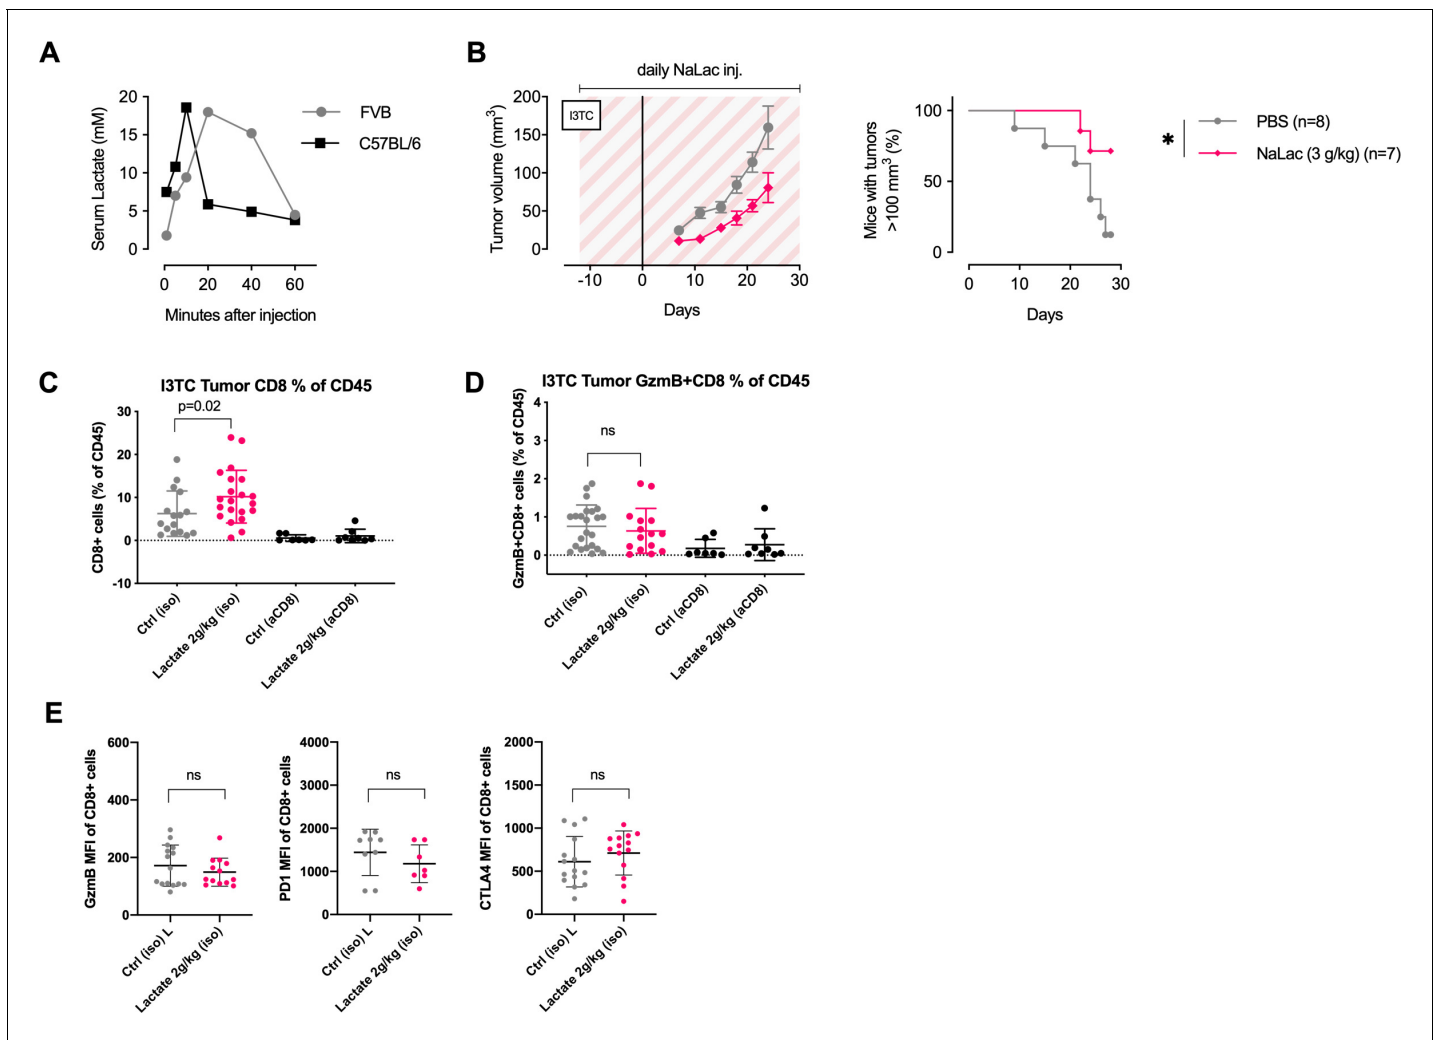 A
Serum Lactate (mM)
20
15
10
5
0
0 20 40 60
Minutes after injection
FVB
C57BL/6
B
daily NaLac inj.
I3TC
Tumor volume (mm3)
200
150
100
50
0
-10 0 10 20 30
Days
Mice with tumors
>100 mm3 (%)
100
50
0
0 10 20 30
Days
*
PBS (n=8)
NaLac (3 g/kg) (n=7)
C
I3TC Tumor CD8 % of CD45
p=0.02
CD8+ cells (% of CD45)
30
20
10
0
-10
Ctrl (iso)
Lactate 2g/kg (iso)
Ctrl (aCD8)
Lactate 2g/kg (aCD8)
D
I3TC Tumor GzmB+CD8 % of CD45
ns
GzmB+CD8+ cells (% of CD45)
4
3
2
1
0
Ctrl (iso)
Lactate 2g/kg (iso)
Ctrl (aCD8)
Lactate 2g/kg (aCD8)
E
GzmB MFI of CD8+ cells
600
400
200
0
ns
Ctrl (iso) L
Lactate 2g/kg (iso)
PD1 MFI of CD8+ cells
4000
3000
2000
1000
0
ns
Ctrl (iso) L
Lactate 2g/kg (iso)
CTLA4 MFI of CD8+ cells
2000
1500
1000
500
0
ns
Ctrl (iso) L
Lactate 2g/kg (iso)